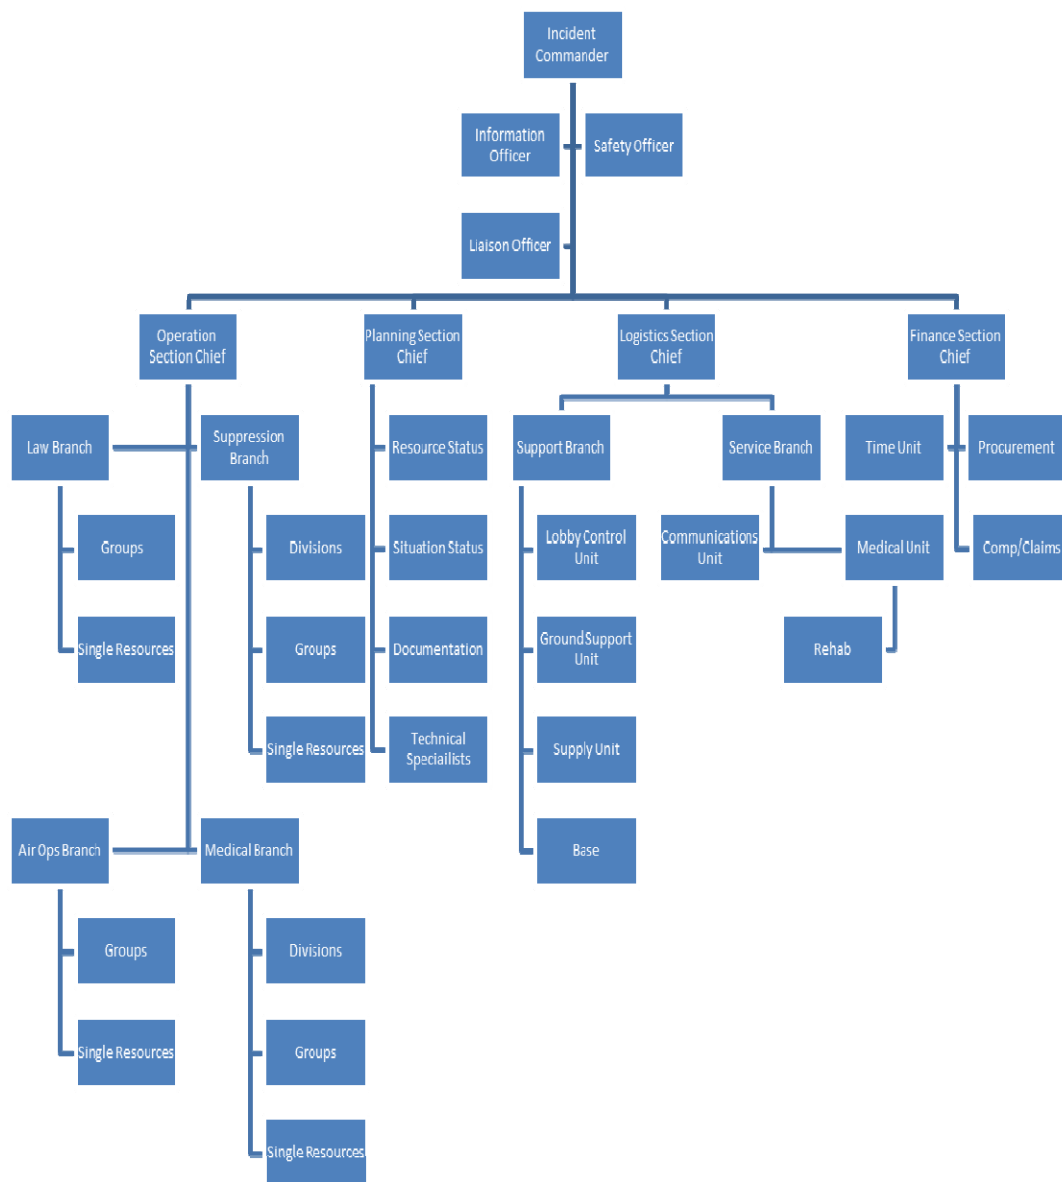 Incident
Commander
Information
Officer
Safety Officer
Liaison Officer
Operation
Section Chief
Planning Section
Chief
Logistics Section
Chief
Finance Section
Chief
Law Branch
Suppression
Branch
Resource Status
Support Branch
Service Branch
Time Unit
Procurement
Groups
Divisions
Situation Status
Lobby Control
Unit
Communications
Unit
Medical Unit
Comp/Claims
Single Resources
Groups
Documentation
Ground Support
Unit
Rehab
Single Resources
Technical
Speciailists
Supply Unit
Air Ops Branch
Medical Branch
Base
Groups
Divisions
Single Resources
Groups
Single Resources